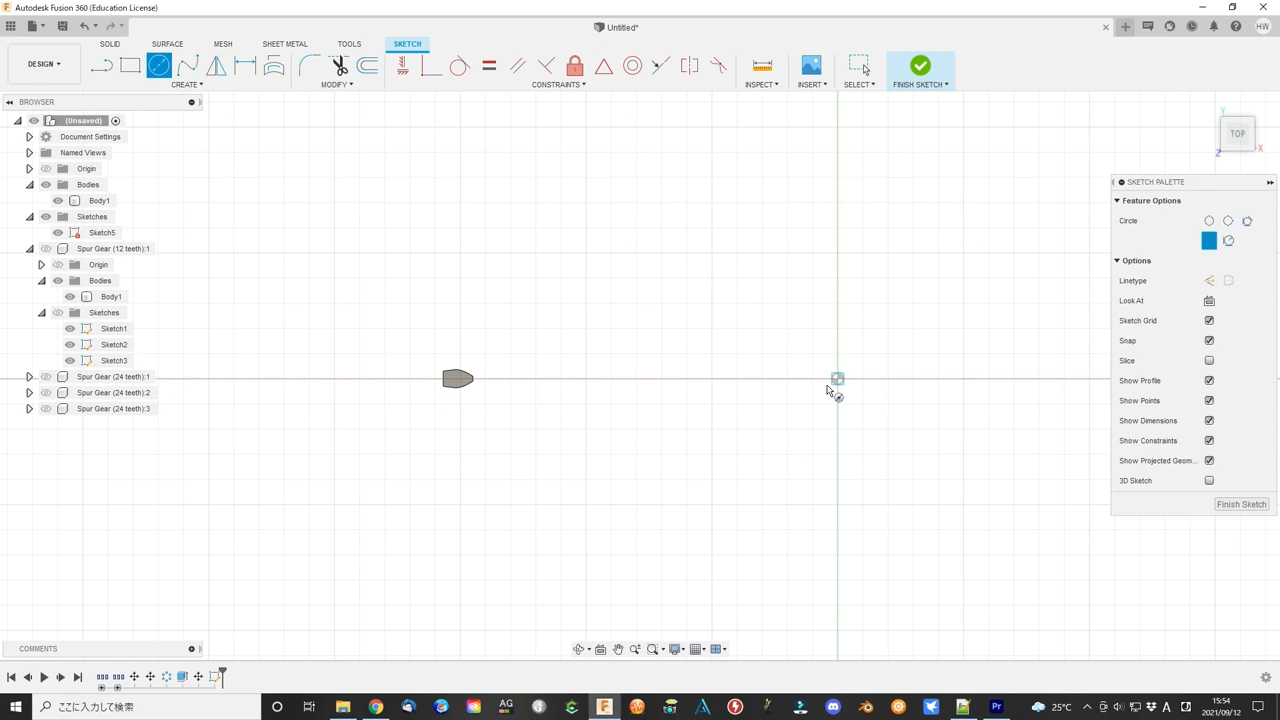 Autodesk Fusion 360 (Education License)
Untitled*
HW
DESIGN
SOLID
SURFACE
MESH
SHEET METAL
TOOLS
SKETCH
CREATE
MODIFY
CONSTRAINTS
INSPECT
INSERT
SELECT
FINISH SKETCH
BROWSER
(Unsaved)
Document Settings
Named Views
Origin
Bodies
Body1
Sketches
Sketch5
Spur Gear (12 teeth):1
Origin
Bodies
Body1
Sketches
Sketch1
Sketch2
Sketch3
Spur Gear (24 teeth):1
Spur Gear (24 teeth):2
Spur Gear (24 teeth):3
Y
TOP
X
Z
SKETCH PALETTE
Feature Options
Circle
Options
Linetype
Look At
Sketch Grid
Snap
Slice
Show Profile
Show Points
Show Dimensions
Show Constraints
Show Projected Geom...
3D Sketch
Finish Sketch
COMMENTS
ここに入力して検索
AG
25°C
A
15:54
2021/09/12